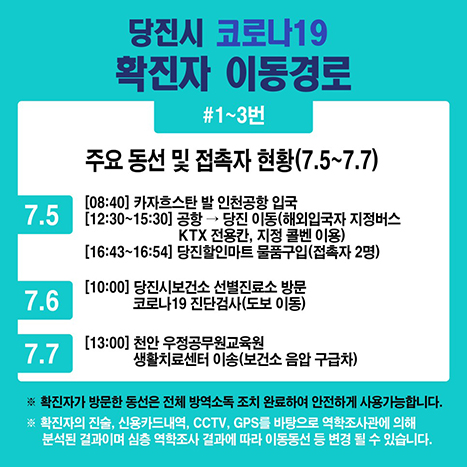 당진시 코로나19
확진자 이동경로
#1~3번
주요 동선 및 접촉자 현황(7.5~7.7)
7.5
[08:40] 카자흐스탄 발 인천공항 입국
[12:30~15:30] 공항 → 당진 이동(해외입국자 지정버스
KTX 전용칸, 지정 콜벤 이용)
[16:43~16:54] 당진할인마트 물품구입(접촉자 2명)
7.6
[10:00] 당진시보건소 선별진료소 방문
코로나19 진단검사(도보 이동)
7.7
[13:00] 천안 우정공무원교육원
생활치료센터 이송(보건소 음압 구급차)
※ 확진자가 방문한 동선은 전체 방역소독 조치 완료하여 안전하게 사용가능합니다.
※ 확진자의 진술, 신용카드내역, CCTV, GPS를 바탕으로 역학조사관에 의해
분석된 결과이며 심층 역학조사 결과에 따라 이동동선 등 변경 될 수 있습니다.